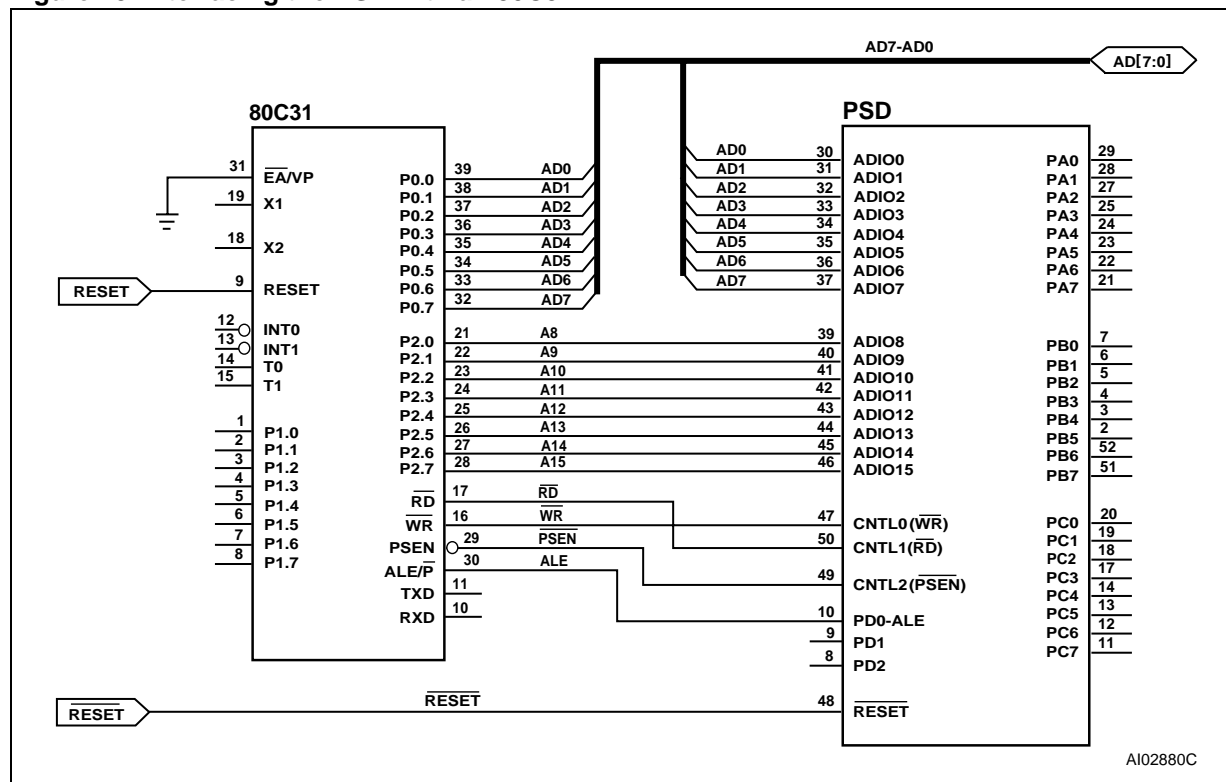 AD7-AD0
AD[7:0]
80C31
PSD
31
EA/VP
19
X1
18
X2
RESET
9
RESET
12
INT0
13
INT1
14
T0
15
T1
1
P1.0
2
P1.1
3
P1.2
4
P1.3
5
P1.4
6
P1.5
7
P1.6
8
P1.7
P0.0
39
AD0
P0.1
38
AD1
P0.2
37
AD2
P0.3
36
AD3
P0.4
35
AD4
P0.5
34
AD5
P0.6
33
AD6
P0.7
32
AD7
P2.0
21
A8
P2.1
22
A9
P2.2
23
A10
P2.3
24
A11
P2.4
25
A12
P2.5
26
A13
P2.6
27
A14
P2.7
28
A15
RD
17
RD
WR
16
WR
PSEN
29
PSEN
ALE/P
30
ALE
TXD
11
RXD
10
AD0
30
ADIO0
AD1
31
ADIO1
AD2
32
ADIO2
AD3
33
ADIO3
AD4
34
ADIO4
AD5
35
ADIO5
AD6
36
ADIO6
AD7
37
ADIO7
39
ADIO8
40
ADIO9
41
ADIO10
42
ADIO11
43
ADIO12
44
ADIO13
45
ADIO14
46
ADIO15
47
CNTL0(WR)
50
CNTL1(RD)
49
CNTL2(PSEN)
10
PD0-ALE
9
PD1
8
PD2
48
RESET
PA0
29
PA1
28
PA2
27
PA3
25
PA4
24
PA5
23
PA6
22
PA7
21
PB0
7
PB1
6
PB2
5
PB3
4
PB4
3
PB5
2
PB6
52
PB7
51
PC0
20
PC1
19
PC2
18
PC3
17
PC4
14
PC5
13
PC6
12
PC7
11
RESET
RESET
AI02880C